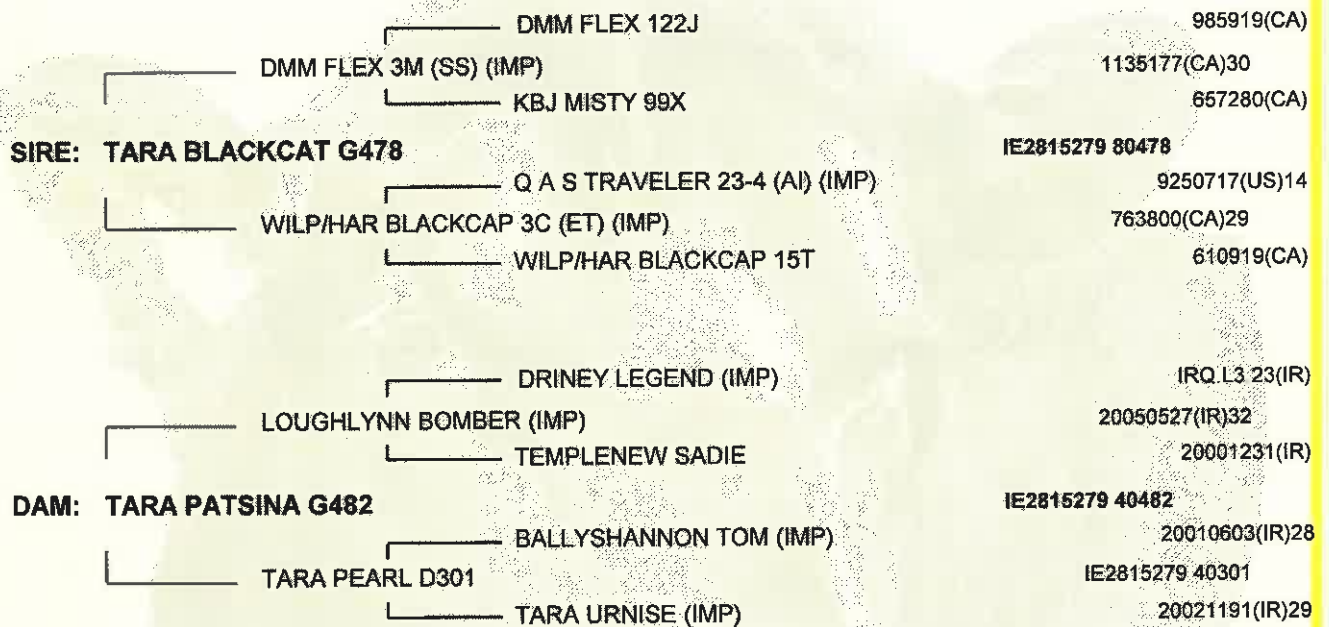 DMM FLEX 122J 985919(CA)
DMM FLEX 3M (SS) (IMP) 1135177(CA)30
KBJ MISTY 99X 657280(CA)
SIRE: TARA BLACKCAT G478 IE2815279 80478
Q A S TRAVELER 23-4 (AI) (IMP) 9250717(US)14
WILP/HAR BLACKCAP 3C (ET) (IMP) 763800(CA)29
WILP/HAR BLACKCAP 15T 610919(CA)
DRINEY LEGEND (IMP) IRQ.L3 23(IR)
LOUGHLYNN BOMBER (IMP) 20050527(IR)32
TEMPLENEW SADIE 20001231(IR)
DAM: TARA PATSINA G482 IE2815279 40482
BALLYSHANNON TOM (IMP) 20010603(IR)28
TARA PEARL D301 IE2815279 40301
TARA URNISE (IMP) 20021191(IR)29